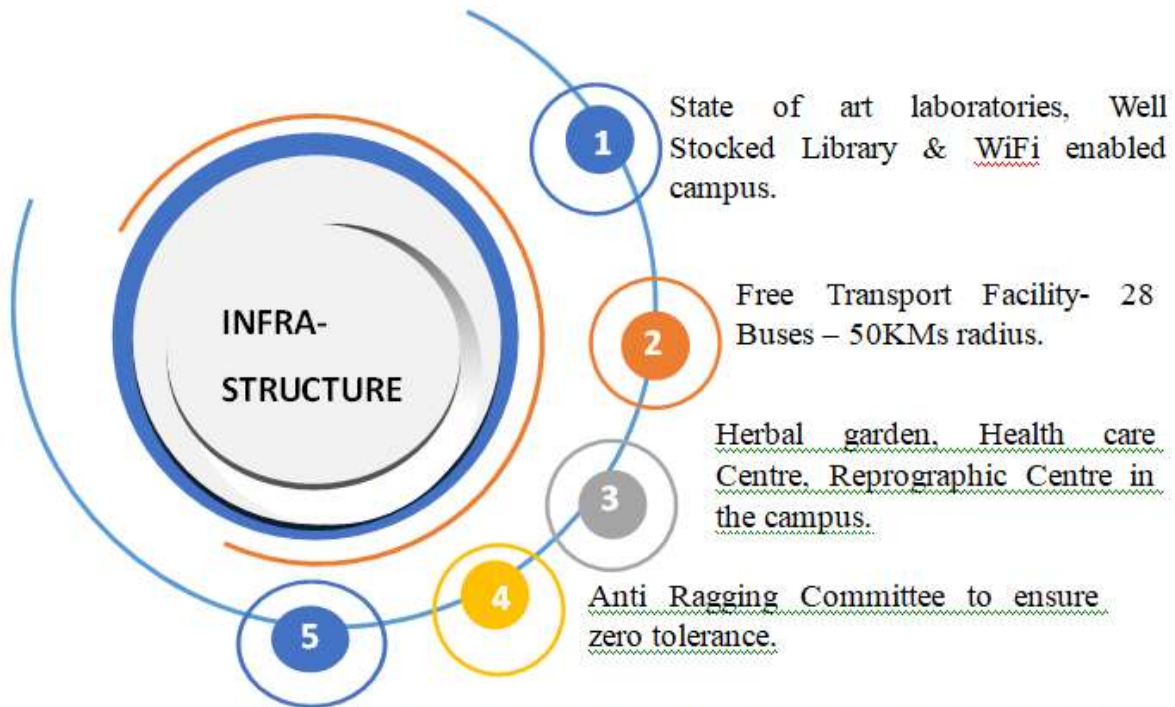 INFRA-
STRUCTURE
1
State of art laboratories, Well
Stocked Library & WiFi enabled
campus.
2
Free Transport Facility- 28
Buses – 50KMs radius.
3
Herbal garden, Health care
Centre, Reprographic Centre in
the campus.
4
Anti Ragging Committee to ensure
zero tolerance.
5